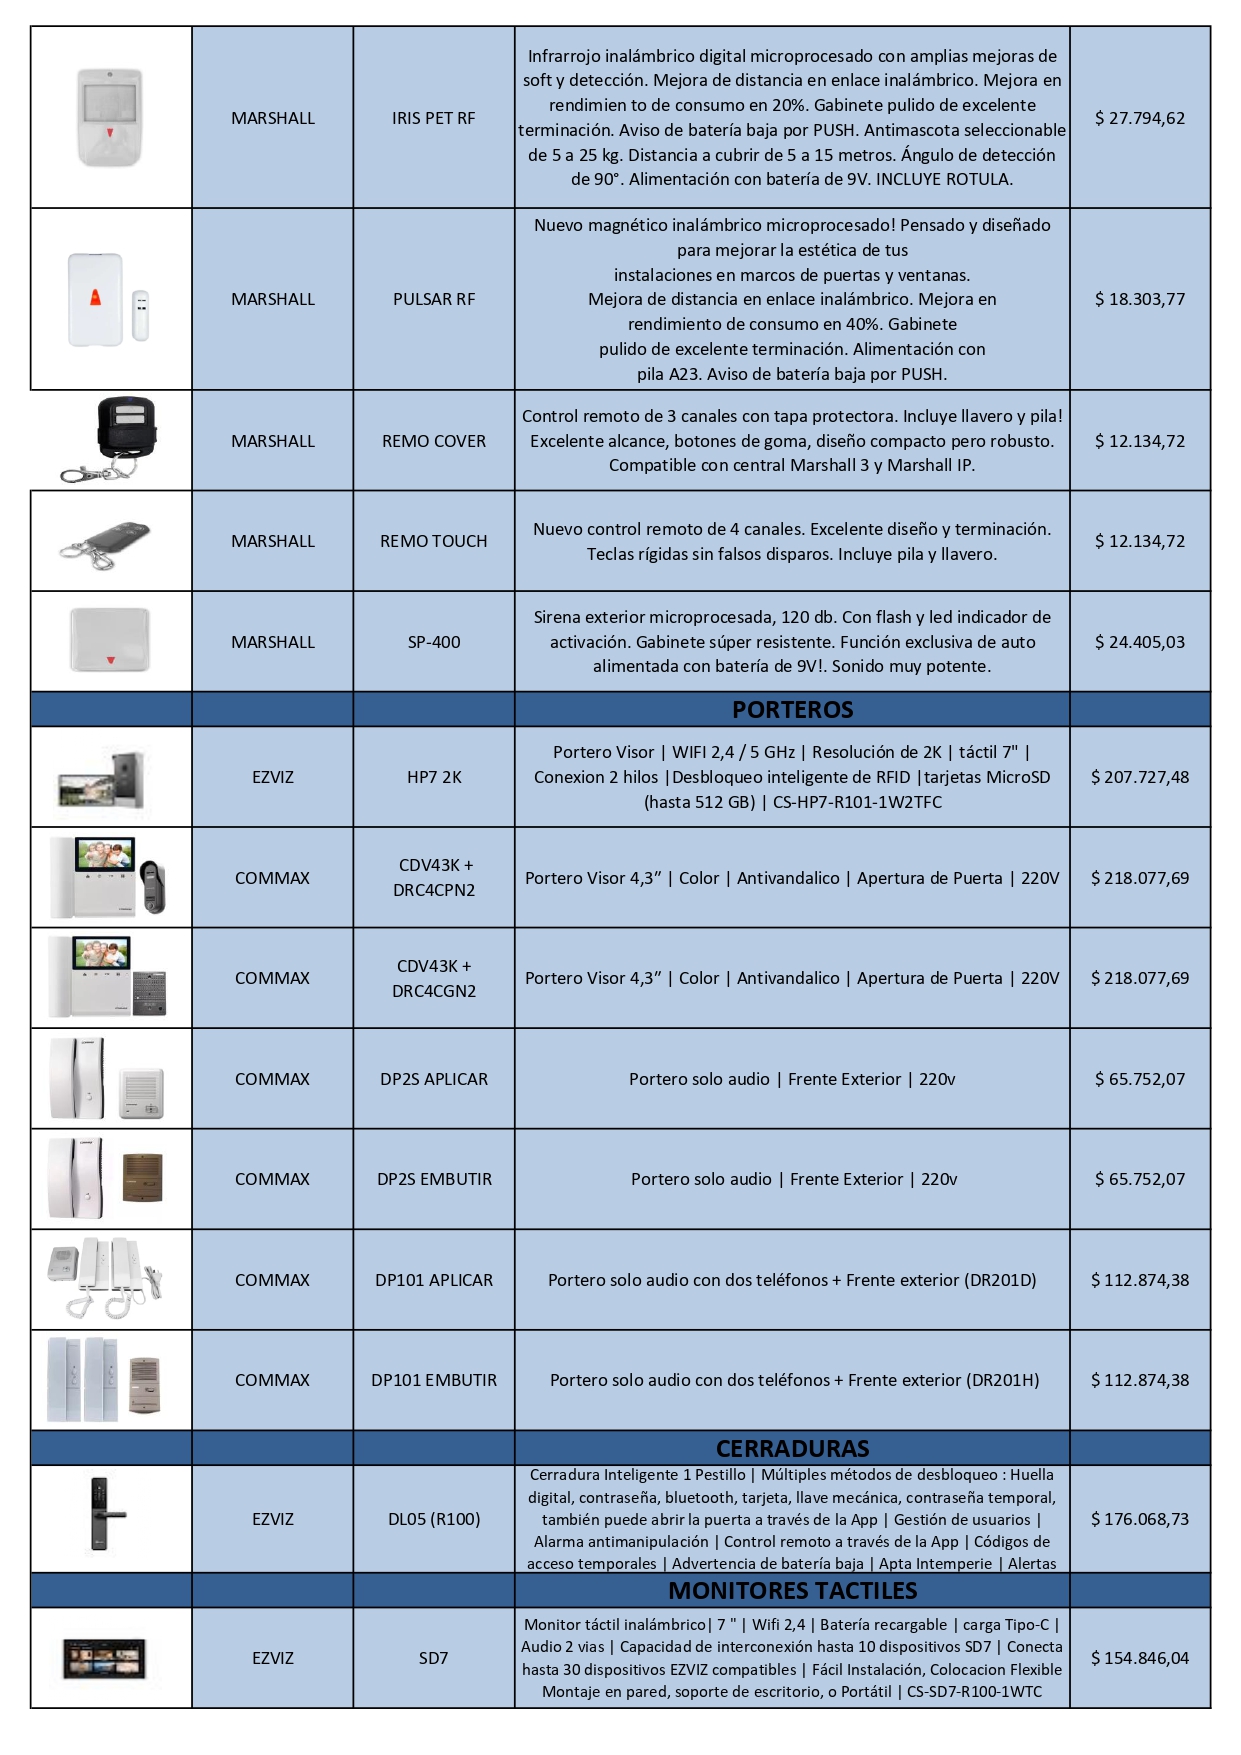 MARSHALL
IRIS PET RF
Infrarrojo inalámbrico digital microprocesado con amplias mejoras de
soft y detección. Mejora de distancia en enlace inalámbrico. Mejora en
rendimien to de consumo en 20%. Gabinete pulido de excelente
terminación. Aviso de batería baja por PUSH. Antimascota seleccionable
de 5 a 25 kg. Distancia a cubrir de 5 a 15 metros. Ángulo de detección
de 90°. Alimentación con batería de 9V. INCLUYE ROTULA.
$ 27.794,62
MARSHALL
PULSAR RF
Nuevo magnético inalámbrico microprocesado! Pensado y diseñado
para mejorar la estética de tus
instalaciones en marcos de puertas y ventanas.
Mejora de distancia en enlace inalámbrico. Mejora en
rendimiento de consumo en 40%. Gabinete
pulido de excelente terminación. Alimentación con
pila A23. Aviso de batería baja por PUSH.
$ 18.303,77
MARSHALL
REMO COVER
Control remoto de 3 canales con tapa protectora. Incluye llavero y pila!
Excelente alcance, botones de goma, diseño compacto pero robusto.
Compatible con central Marshall 3 y Marshall IP.
$ 12.134,72
MARSHALL
REMO TOUCH
Nuevo control remoto de 4 canales. Excelente diseño y terminación.
Teclas rígidas sin falsos disparos. Incluye pila y llavero.
$ 12.134,72
MARSHALL
SP-400
Sirena exterior microprocesada, 120 db. Con flash y led indicador de
activación. Gabinete súper resistente. Función exclusiva de auto
alimentada con batería de 9V!. Sonido muy potente.
$ 24.405,03
PORTEROS
EZVIZ
HP7 2K
Portero Visor | WIFI 2,4 / 5 GHz | Resolución de 2K | táctil 7" |
Conexion 2 hilos |Desbloqueo inteligente de RFID |tarjetas MicroSD
(hasta 512 GB) | CS-HP7-R101-1W2TFC
$ 207.727,48
COMMAX
CDV43K +
DRC4CPN2
Portero Visor 4,3” | Color | Antivandalico | Apertura de Puerta | 220V
$ 218.077,69
COMMAX
CDV43K +
DRC4CGN2
Portero Visor 4,3” | Color | Antivandalico | Apertura de Puerta | 220V
$ 218.077,69
COMMAX
DP2S APLICAR
Portero solo audio | Frente Exterior | 220v
$ 65.752,07
COMMAX
DP2S EMBUTIR
Portero solo audio | Frente Exterior | 220v
$ 65.752,07
COMMAX
DP101 APLICAR
Portero solo audio con dos teléfonos + Frente exterior (DR201D)
$ 112.874,38
COMMAX
DP101 EMBUTIR
Portero solo audio con dos teléfonos + Frente exterior (DR201H)
$ 112.874,38
CERRADURAS
EZVIZ
DL05 (R100)
Cerradura Inteligente 1 Pestillo | Múltiples métodos de desbloqueo : Huella
digital, contraseña, bluetooth, tarjeta, llave mecánica, contraseña temporal,
también puede abrir la puerta a través de la App | Gestión de usuarios |
Alarma antimanipulación | Control remoto a través de la App | Códigos de
acceso temporales | Advertencia de batería baja | Apta Intemperie | Alertas
$ 176.068,73
MONITORES TACTILES
EZVIZ
SD7
Monitor táctil inalámbrico| 7 " | Wifi 2,4 | Batería recargable | carga Tipo-C |
Audio 2 vias | Capacidad de interconexión hasta 10 dispositivos SD7 | Conecta
hasta 30 dispositivos EZVIZ compatibles | Fácil Instalación, Colocacion Flexible
Montaje en pared, soporte de escritorio, o Portátil | CS-SD7-R100-1WTC
$ 154.846,04